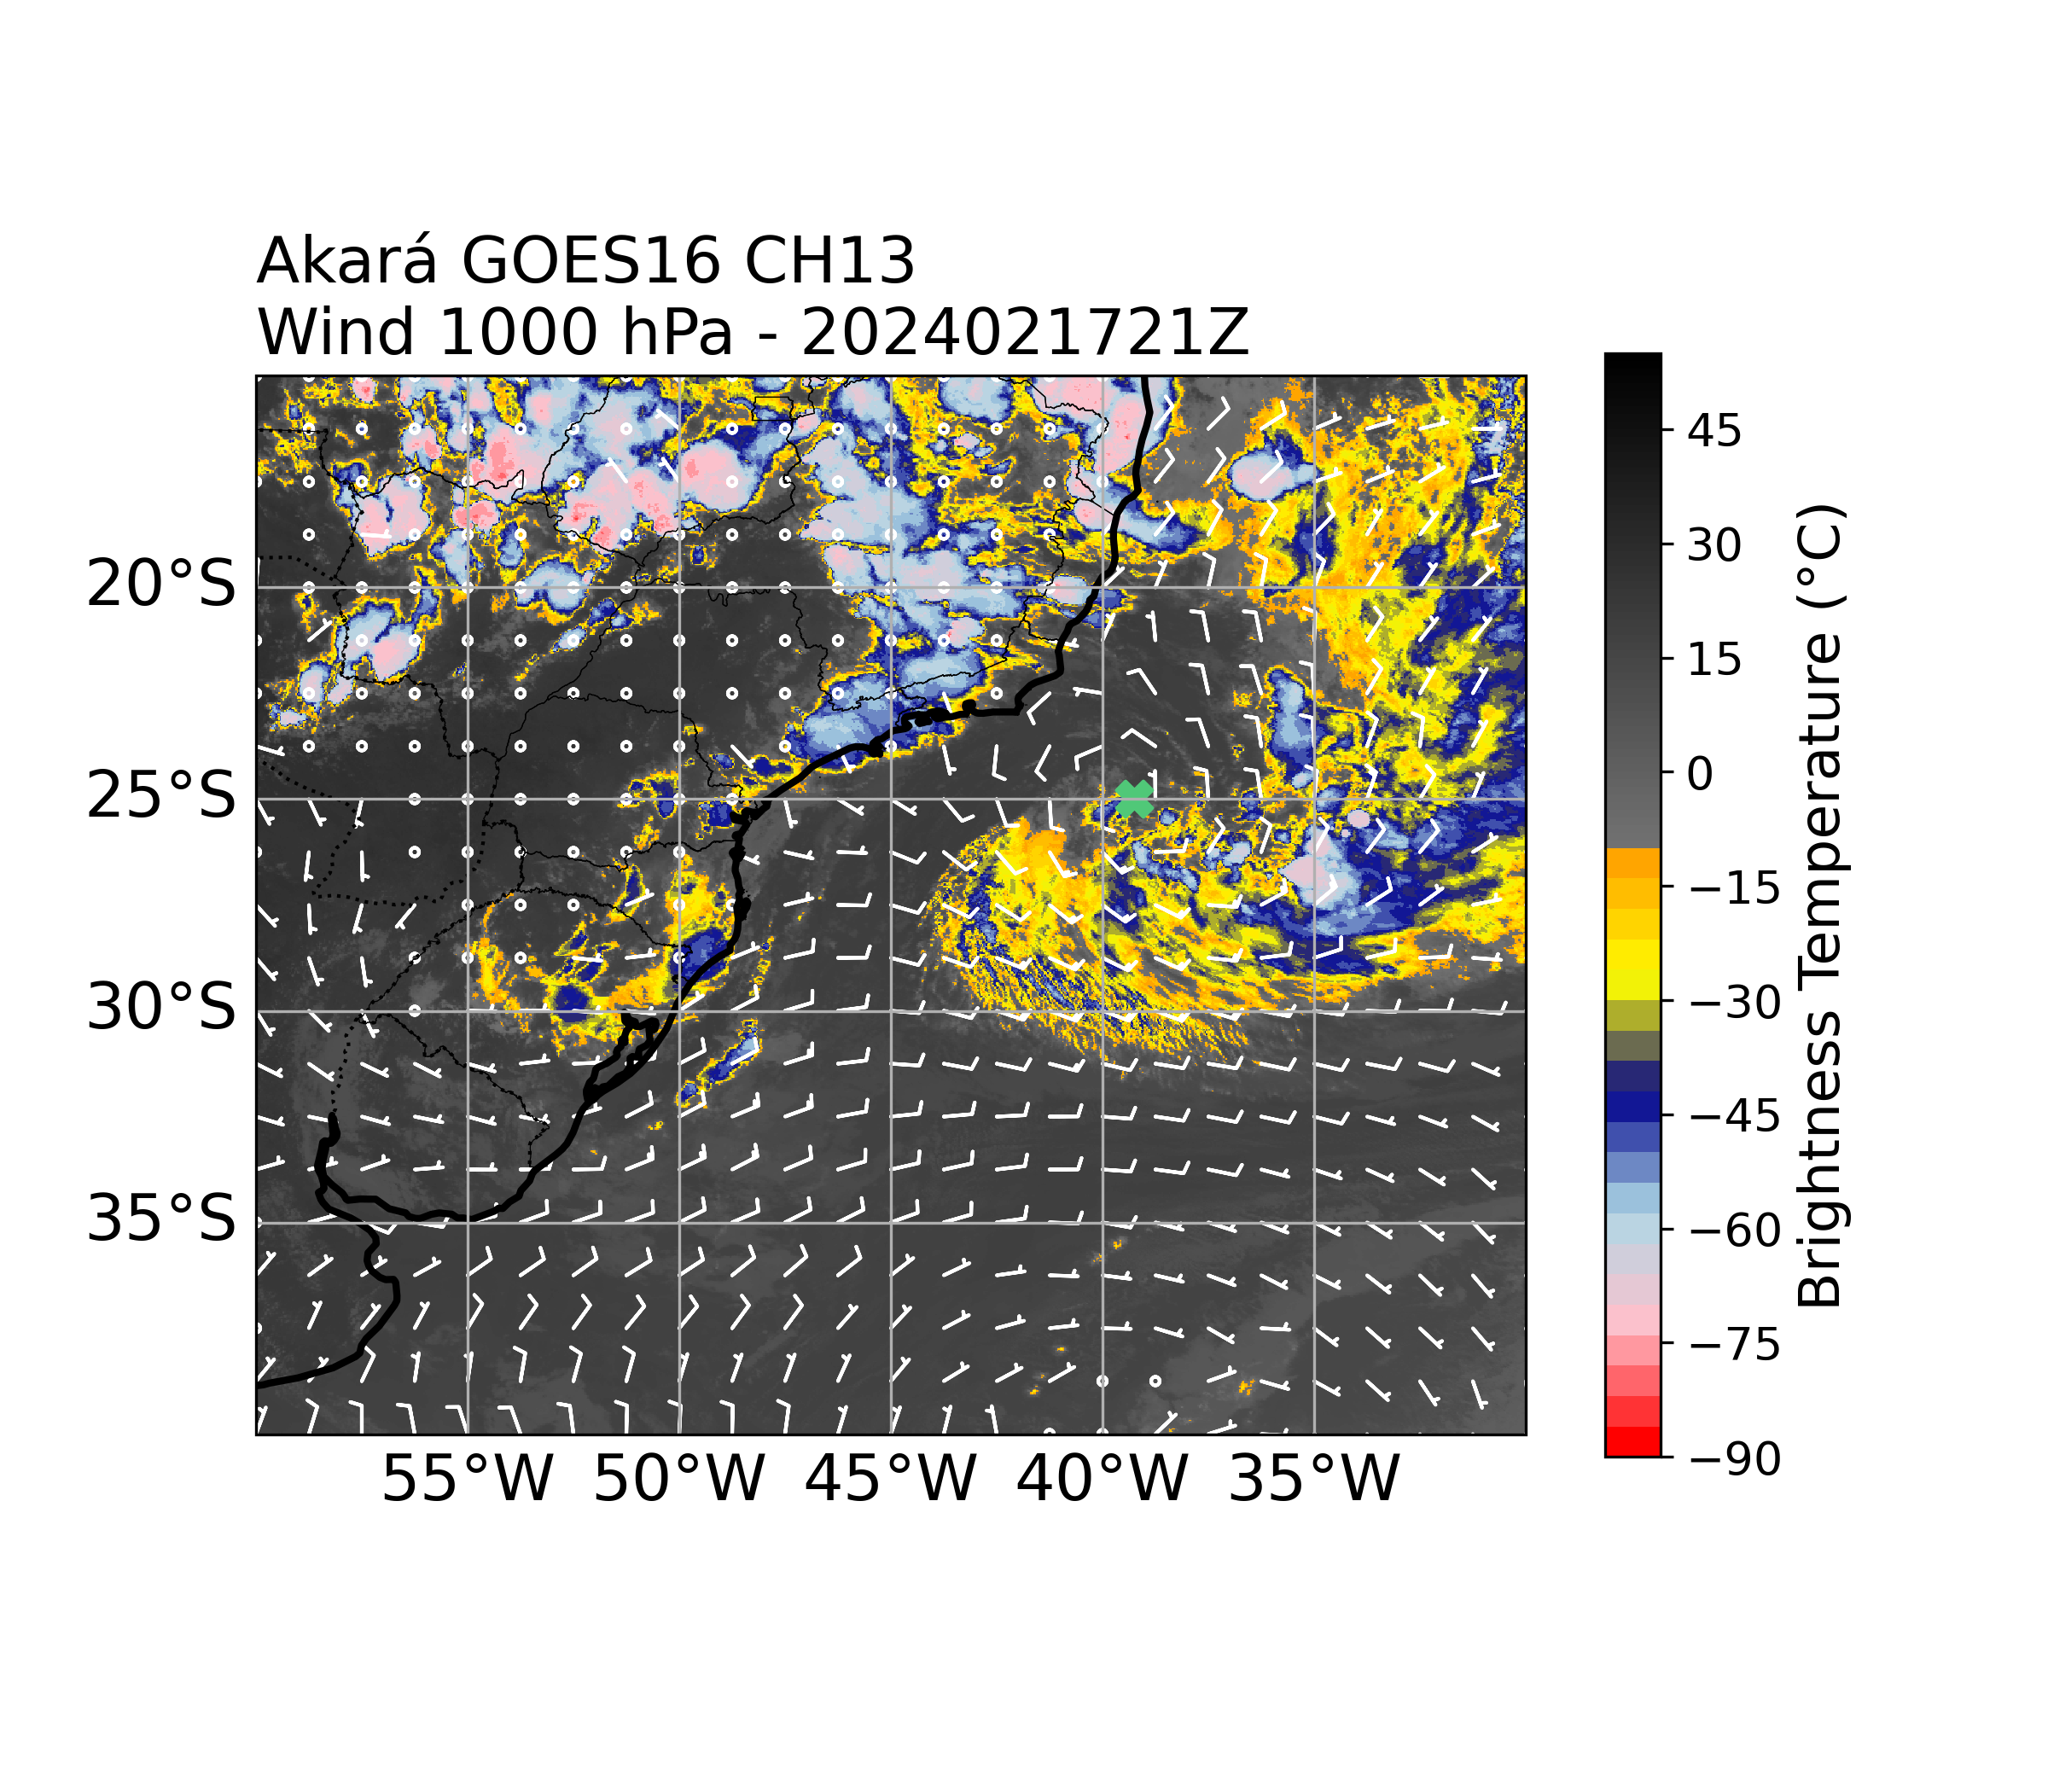 Akará GOES16 CH13
Wind 1000 hPa - 2024021721Z
20°S
25°S
30°S
35°S
55°W 50°W 45°W 40°W 35°W
45
30
15
0
−15
−30
−45
−60
−75
−90
Brightness Temperature (°C)